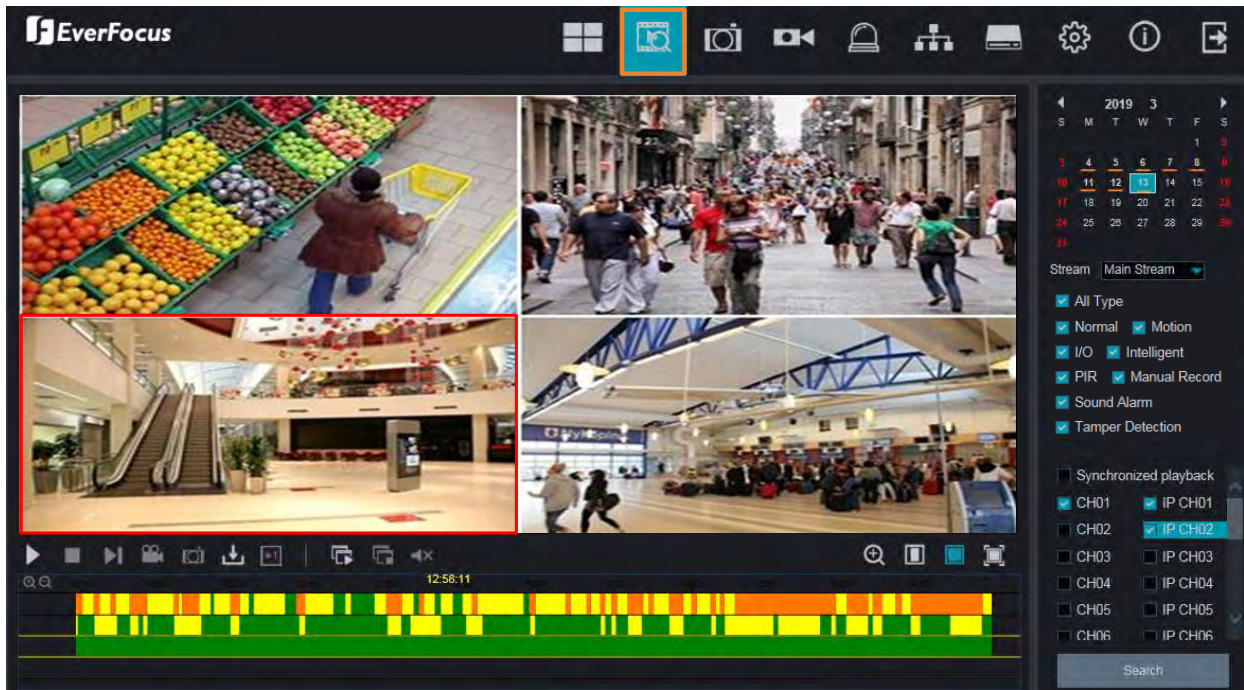 EverFocus
2019 3
S M T W T F S
1 2
3 4 5 6 7 8 9
10 11 12 13 14 15 16
17 18 19 20 21 22 23
24 25 26 27 28 29 30
31
Stream Main Stream
All Type
Normal Motion
I/O Intelligent
PIR Manual Record
Sound Alarm
Tamper Detection
Synchronized playback
CH01 IP CH01
CH02 IP CH02
CH03 IP CH03
CH04 IP CH04
CH05 IP CH05
CH06 IP CH06
Search
12:58:11